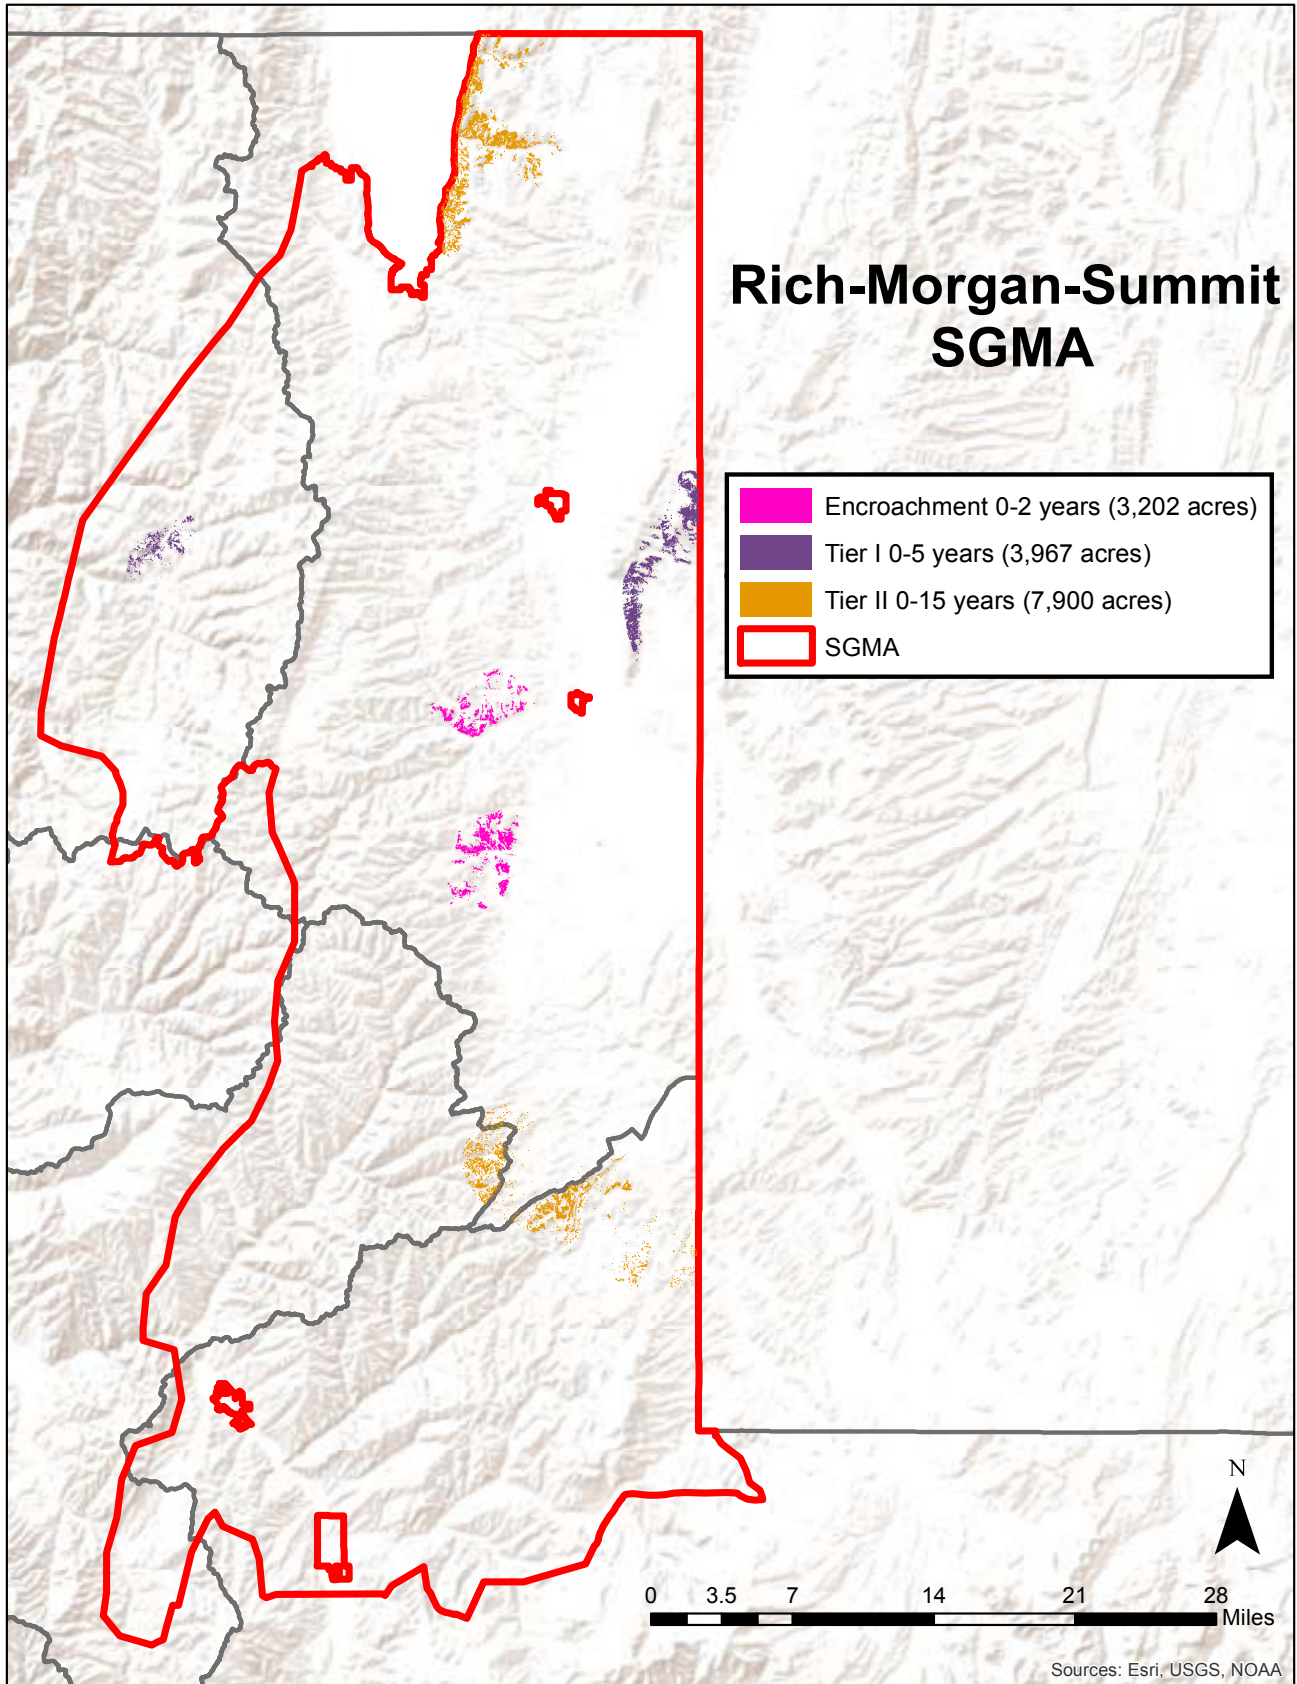 Rich-Morgan-Summit
SGMA
Encroachment 0-2 years (3,202 acres)
Tier I 0-5 years (3,967 acres)
Tier II 0-15 years (7,900 acres)
SGMA
N
0 3.5 7 14 21 28
Miles
Sources: Esri, USGS, NOAA